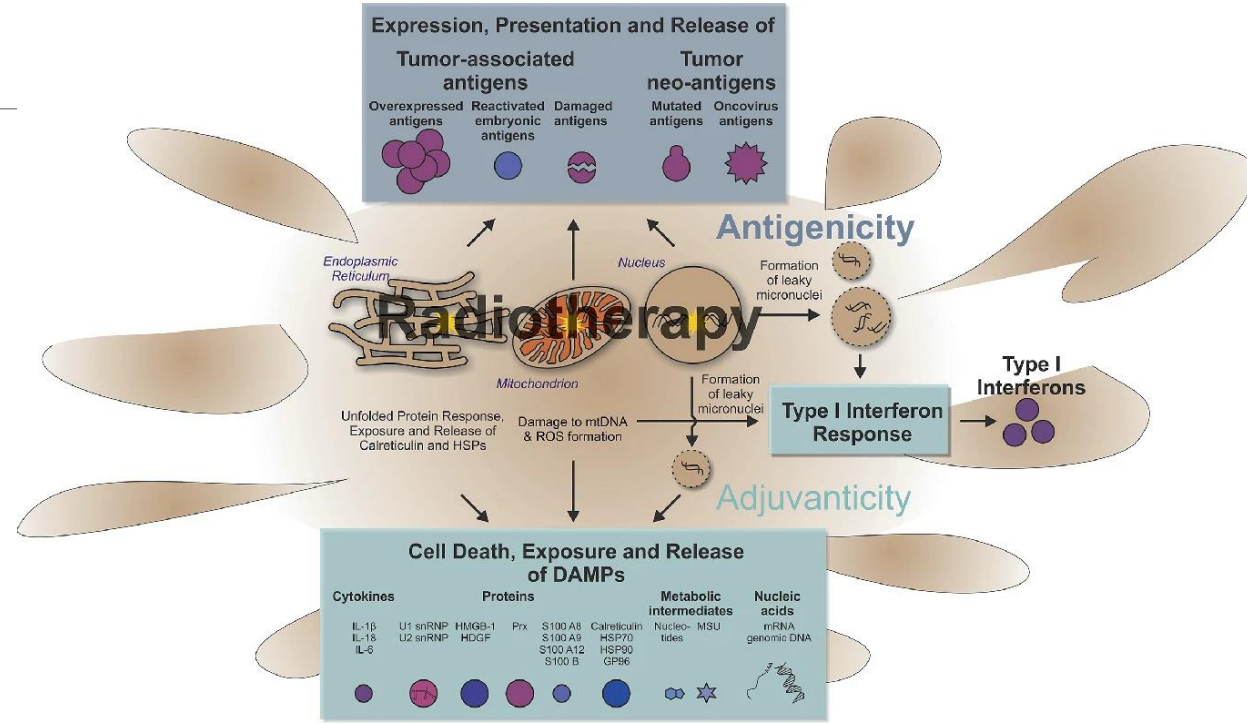 Expression, Presentation and Release of
Tumor-associated
antigens
Tumor
neo-antigens
Overexpressed
antigens
Reactivated
embryonic
antigens
Damaged
antigens
Mutated
antigens
Oncovirus
antigens
Antigenicity
Endoplasmic
Reticulum
Nucleus
Formation
of leaky
micronuclei
Radiotherapy
Mitochondrion
Type I
Interferons
Formation
of leaky
micronuclei
Unfolded Protein Response,
Exposure and Release of
Calreticulin and HSPs
Damage to mtDNA
& ROS formation
Type I Interferon
Response
Adjuvanticity
Cell Death, Exposure and Release
of DAMPs
Cytokines
IL-1β
IL-18
IL-6
Proteins
U1 snRNP
U2 snRNP
HMGB-1
HDGF
Prx
S100 A8
S100 A9
S100 A12
S100 B
Calreticulin
HSP70
HSP90
GP96
Metabolic
intermediates
Nucleo-
tides
MSU
Nucleic
acids
mRNA
genomic DNA